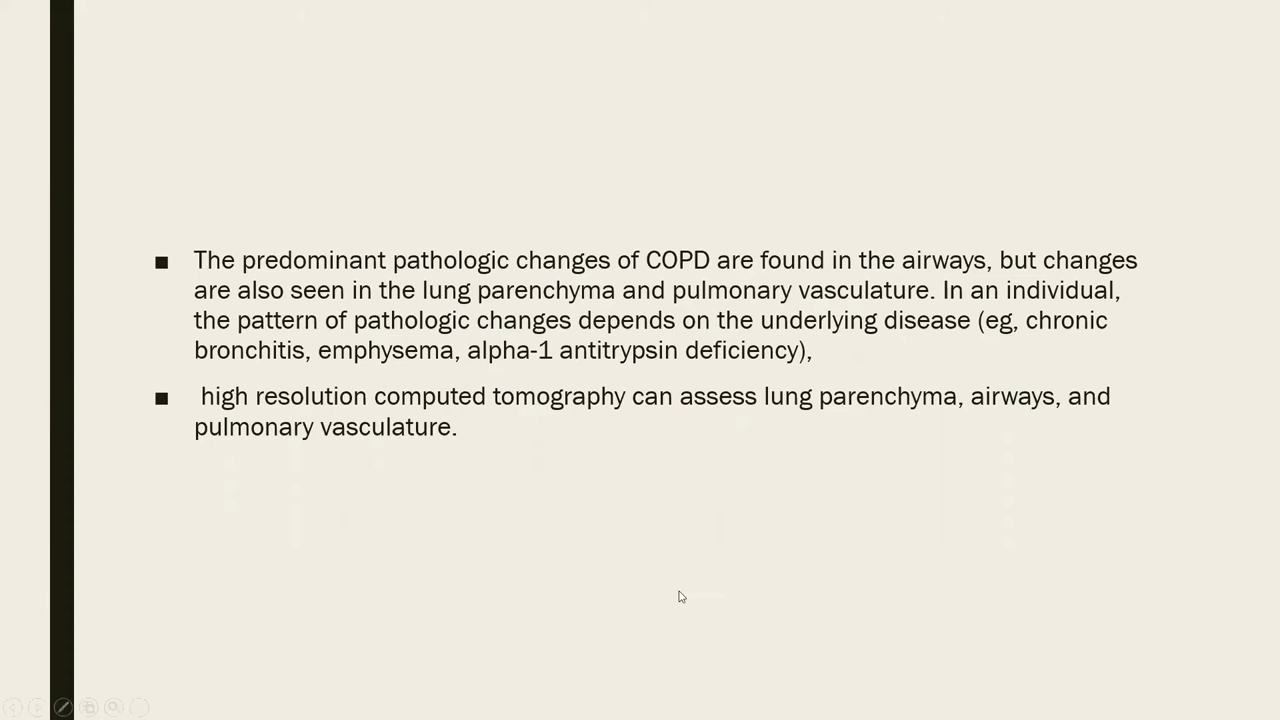 ■ The predominant pathologic changes of COPD are found in the airways, but changes
are also seen in the lung parenchyma and pulmonary vasculature. In an individual,
the pattern of pathologic changes depends on the underlying disease (eg, chronic
bronchitis, emphysema, alpha-1 antitrypsin deficiency),
■ high resolution computed tomography can assess lung parenchyma, airways, and
pulmonary vasculature.